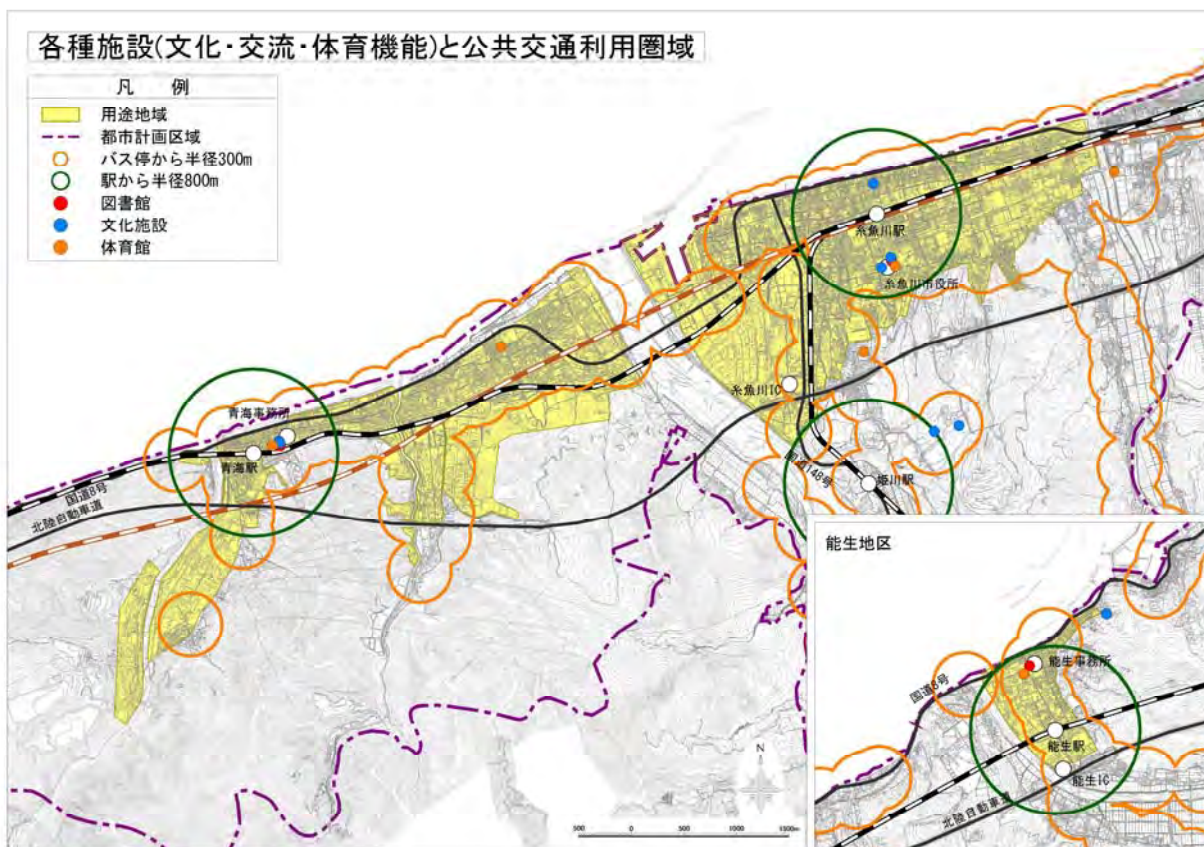 各種施設(文化・交流・体育機能)と公共交通利用圏域
凡 例
用途地域
都市計画区域
バス停から半径300m
駅から半径800m
図書館
文化施設
体育館
糸魚川駅
糸魚川市役所
糸魚川IC
青海事務所
青海駅
国道8号
北陸自動車道
国道148号
姫川駅
能生地区
能生事務所
国道8号
能生駅
能生IC
北陸自動車道
N
500 0 500 1000 1500m